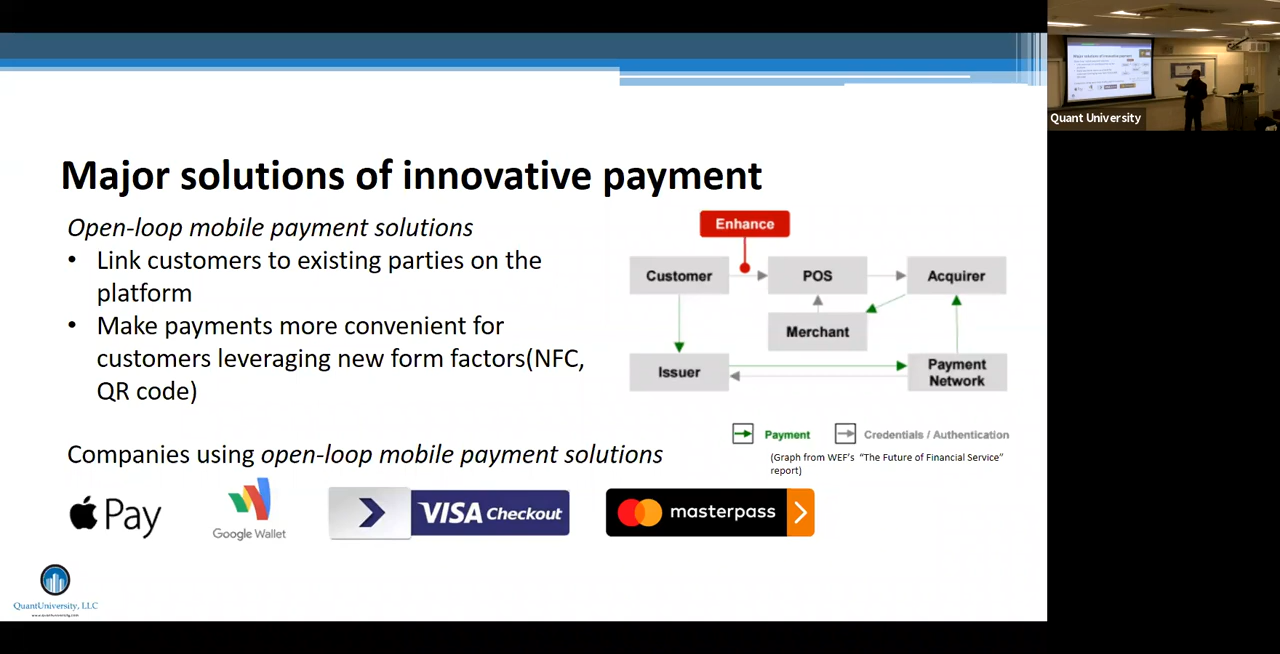 Quant University
Major solutions of innovative payment
Open-loop mobile payment solutions
• Link customers to existing parties on the
platform
• Make payments more convenient for
customers leveraging new form factors(NFC,
QR code)
Enhance
Customer
POS
Acquirer
Merchant
Issuer
Payment
Network
Payment
Credentials / Authentication
(Graph from WEF's "The Future of Financial Service"
report)
Companies using open-loop mobile payment solutions
Pay
Google Wallet
VISA Checkout
masterpass
QuantUniversity, LLC
www.quantuniversity.com